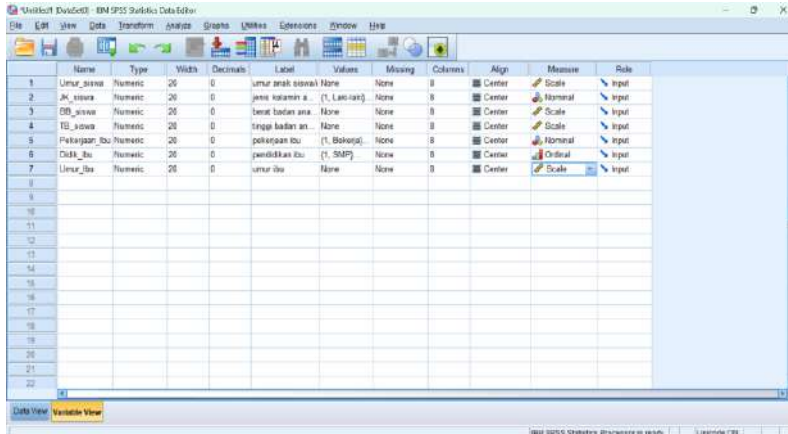 *Untitled1 [DataSet0] - IBM SPSS Statistics Data Editor
File Edit View Data Transform Analyze Graphs Utilities Extensions Window Help
Name Type Width Decimals Label Values Missing Columns Align Measure Role
1 Umur_siswa Numeric 20 0 umur anak siswa/i None None 8 Center Scale Input
2 JK_siswa Numeric 20 0 jenis kelamin a... {1, Laki-laki}... None 8 Center Nominal Input
3 BB_siswa Numeric 20 0 berat badan ana... None None 8 Center Scale Input
4 TB_siswa Numeric 20 0 tinggi badan an... None None 8 Center Scale Input
5 Pekerjaan_Ibu Numeric 20 0 pekerjaan ibu {1, Bekerja}... None 8 Center Nominal Input
6 Didik_Ibu Numeric 20 0 pendidikan ibu {1, SMP}... None 8 Center Ordinal Input
7 Umur_Ibu Numeric 20 0 umur ibu None None 8 Center Scale Input
8
9
10
11
12
13
14
15
16
17
18
19
20
21
22
Data View Variable View
IBM SPSS Statistics Processor is ready Unicode:ON